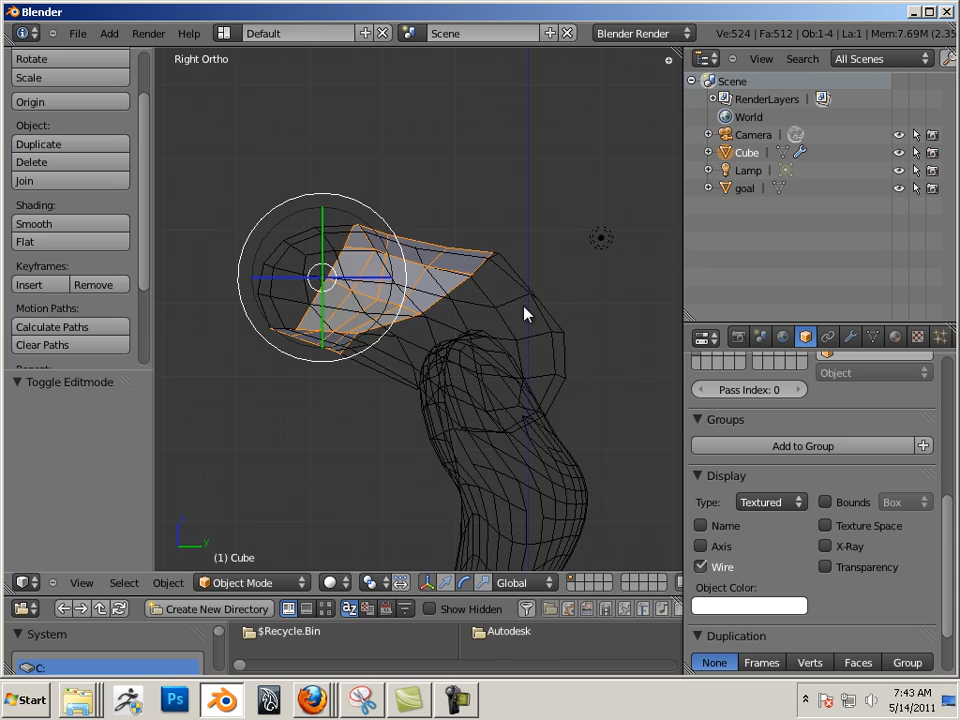 Blender
File Add Render Help Default Scene Blender Render Ve:524 | Fa:512 | Ob:1-4 | La:1 | Mem:7.69M (2.35
Rotate
Scale
Origin
Object:
Duplicate
Delete
Join
Shading:
Smooth
Flat
Keyframes:
Insert Remove
Motion Paths:
Calculate Paths
Clear Paths
Toggle Editmode
Right Ortho
z
y
(1) Cube
View Search All Scenes
Scene
RenderLayers
World
Camera
Cube
Lamp
goal
Object
Pass Index: 0
Groups
Add to Group
Display
Type: Textured Bounds Box
Name Texture Space
Axis X-Ray
Wire Transparency
Object Color:
Duplication
None Frames Verts Faces Group
View Select Object Object Mode Global
Create New Directory Show Hidden
System
C:
$Recycle.Bin Autodesk
Start Ps 7:43 AM
5/14/2011